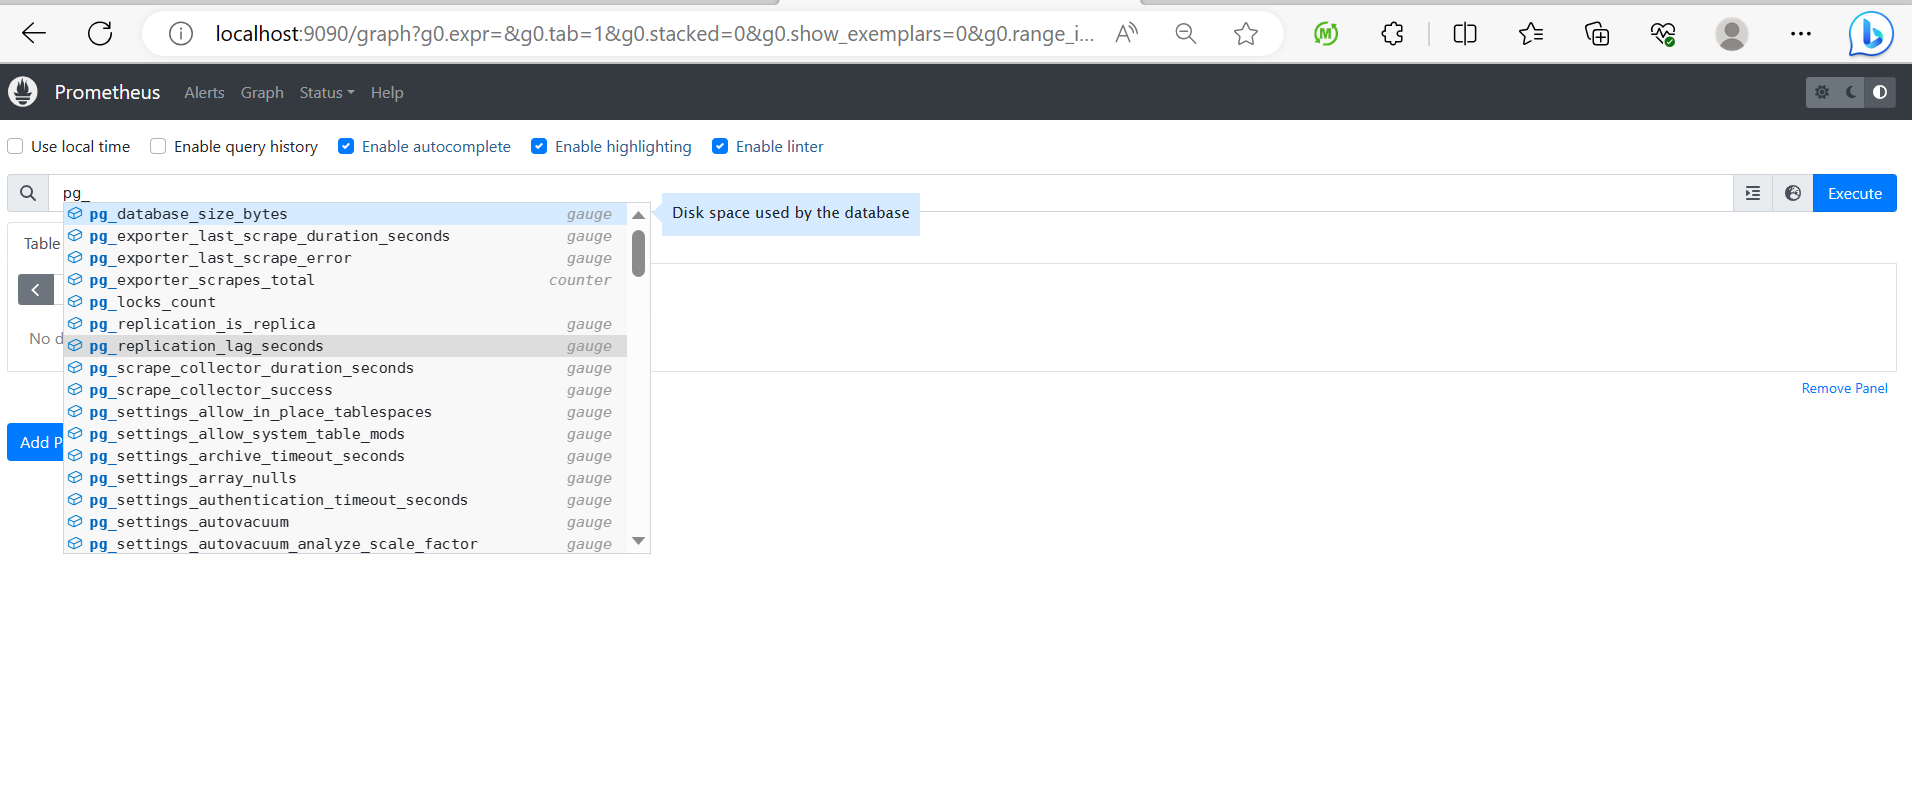 localhost:9090/graph?g0.expr=&g0.tab=1&g0.stacked=0&g0.show_exemplars=0&g0.range_i...
Prometheus Alerts Graph Status Help
Use local time Enable query history Enable autocomplete Enable highlighting Enable linter
pg_ Execute
pg_database_size_bytes gauge Disk space used by the database
Table pg_exporter_last_scrape_duration_seconds gauge
pg_exporter_last_scrape_error gauge
pg_exporter_scrapes_total counter
pg_locks_count
pg_replication_is_replica gauge
No d pg_replication_lag_seconds gauge
pg_scrape_collector_duration_seconds gauge
pg_scrape_collector_success gauge Remove Panel
pg_settings_allow_in_place_tablespaces gauge
Add P pg_settings_allow_system_table_mods gauge
pg_settings_archive_timeout_seconds gauge
pg_settings_array_nulls gauge
pg_settings_authentication_timeout_seconds gauge
pg_settings_autovacuum gauge
pg_settings_autovacuum_analyze_scale_factor gauge